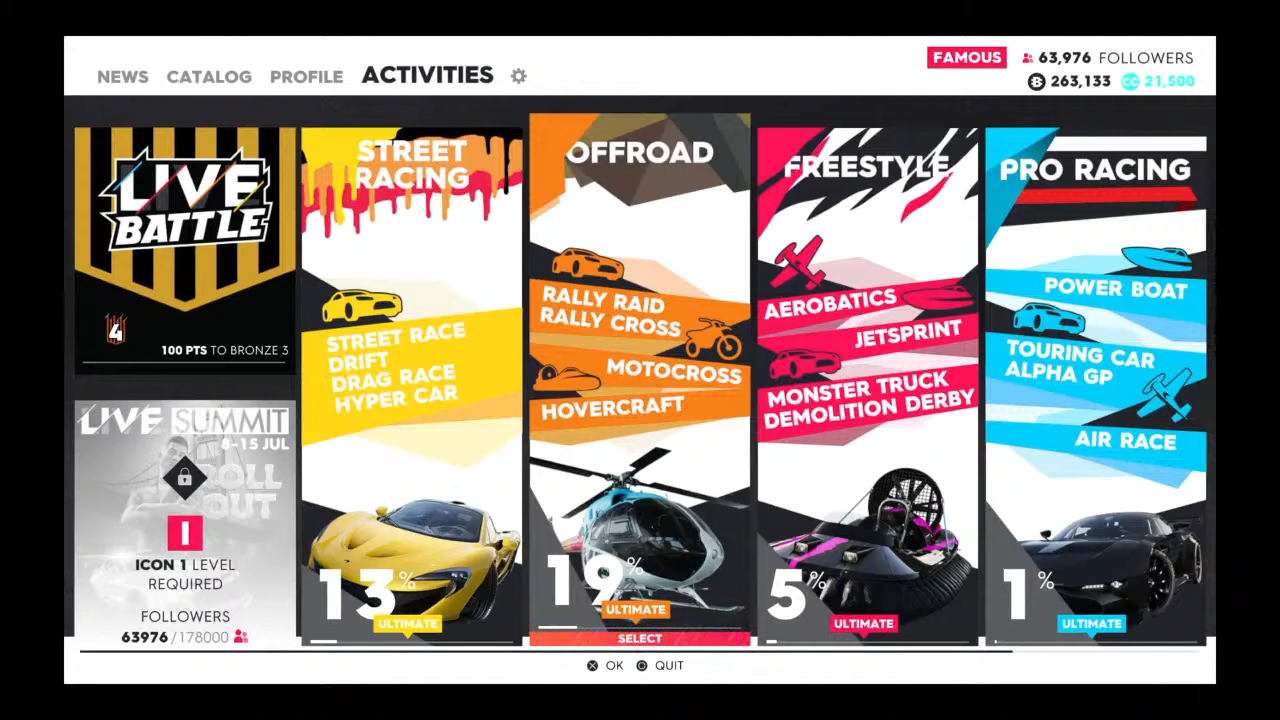 NEWS CATALOG PROFILE ACTIVITIES
FAMOUS 63,976 FOLLOWERS
263,133 CC 21,500
LIVE
BATTLE
4
100 PTS TO BRONZE 3
LIVE SUMMIT
8-15 JUL
ROLL
OUT
I
ICON 1 LEVEL
REQUIRED
FOLLOWERS
63976 / 178000
STREET
RACING
STREET RACE
DRIFT
DRAG RACE
HYPER CAR
13%
ULTIMATE
OFFROAD
RALLY RAID
RALLY CROSS
MOTOCROSS
HOVERCRAFT
19%
ULTIMATE
SELECT
FREESTYLE
AEROBATICS
JETSPRINT
MONSTER TRUCK
DEMOLITION DERBY
5%
ULTIMATE
PRO RACING
POWER BOAT
TOURING CAR
ALPHA GP
AIR RACE
1%
ULTIMATE
OK QUIT